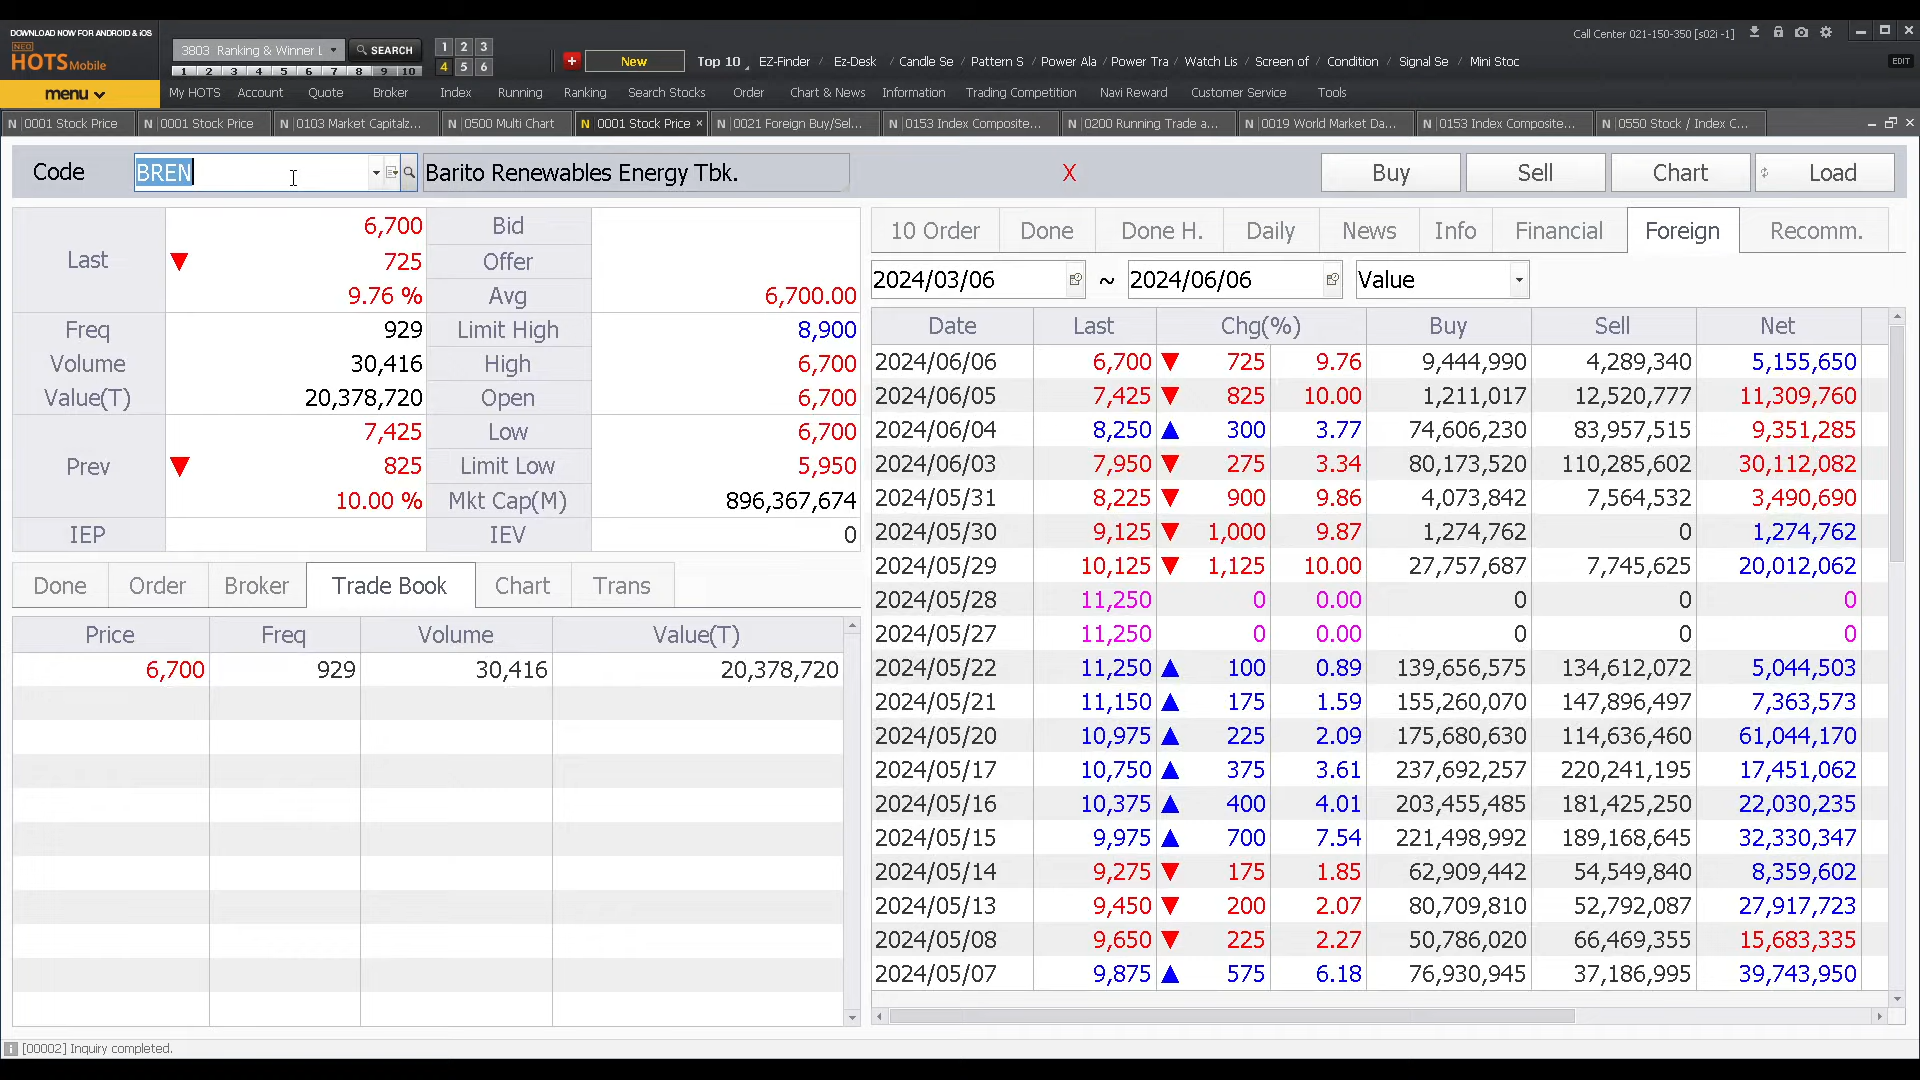 DOWNLOAD NOW FOR ANDROID & iOS
NEO
HOTS Mobile
3803 Ranking & Winner L
SEARCH
1 2 3
4 5 6
1 2 3 4 5 6 7 8 9 10
New
Top 10 EZ-Finder / Ez-Desk / Candle Se / Pattern S / Power Ala / Power Tra / Watch Lis / Screen of / Condition / Signal Se / Mini Stoc
Call Center 021-150-350 [s02i -1]
EDIT
menu
My HOTS Account Quote Broker Index Running Ranking Search Stocks Order Chart & News Information Trading Competition Navi Reward Customer Service Tools
N 0001 Stock Price N 0001 Stock Price N 0103 Market Capitalz... N 0500 Multi Chart N 0001 Stock Price × N 0021 Foreign Buy/Sel... N 0153 Index Composite... N 0200 Running Trade a... N 0019 World Market Da... N 0153 Index Composite... N 0550 Stock / Index C...
Code BREN Barito Renewables Energy Tbk. X Buy Sell Chart Load
Last 6,700 Bid
▼ 725 Offer
9.76 % Avg 6,700.00
Freq 929 Limit High 8,900
Volume 30,416 High 6,700
Value(T) 20,378,720 Open 6,700
Prev 7,425 Low 6,700
▼ 825 Limit Low 5,950
10.00 % Mkt Cap(M) 896,367,674
IEP IEV 0
Done Order Broker Trade Book Chart Trans
Price Freq Volume Value(T)
6,700 929 30,416 20,378,720
10 Order Done Done H. Daily News Info Financial Foreign Recomm.
2024/03/06 ~ 2024/06/06 Value
Date Last Chg(%) Buy Sell Net
2024/06/06 6,700 ▼ 725 9.76 9,444,990 4,289,340 5,155,650
2024/06/05 7,425 ▼ 825 10.00 1,211,017 12,520,777 11,309,760
2024/06/04 8,250 ▲ 300 3.77 74,606,230 83,957,515 9,351,285
2024/06/03 7,950 ▼ 275 3.34 80,173,520 110,285,602 30,112,082
2024/05/31 8,225 ▼ 900 9.86 4,073,842 7,564,532 3,490,690
2024/05/30 9,125 ▼ 1,000 9.87 1,274,762 0 1,274,762
2024/05/29 10,125 ▼ 1,125 10.00 27,757,687 7,745,625 20,012,062
2024/05/28 11,250 0 0.00 0 0 0
2024/05/27 11,250 0 0.00 0 0 0
2024/05/22 11,250 ▲ 100 0.89 139,656,575 134,612,072 5,044,503
2024/05/21 11,150 ▲ 175 1.59 155,260,070 147,896,497 7,363,573
2024/05/20 10,975 ▲ 225 2.09 175,680,630 114,636,460 61,044,170
2024/05/17 10,750 ▲ 375 3.61 237,692,257 220,241,195 17,451,062
2024/05/16 10,375 ▲ 400 4.01 203,455,485 181,425,250 22,030,235
2024/05/15 9,975 ▲ 700 7.54 221,498,992 189,168,645 32,330,347
2024/05/14 9,275 ▼ 175 1.85 62,909,442 54,549,840 8,359,602
2024/05/13 9,450 ▼ 200 2.07 80,709,810 52,792,087 27,917,723
2024/05/08 9,650 ▼ 225 2.27 50,786,020 66,469,355 15,683,335
2024/05/07 9,875 ▲ 575 6.18 76,930,945 37,186,995 39,743,950
[00002] Inquiry completed.